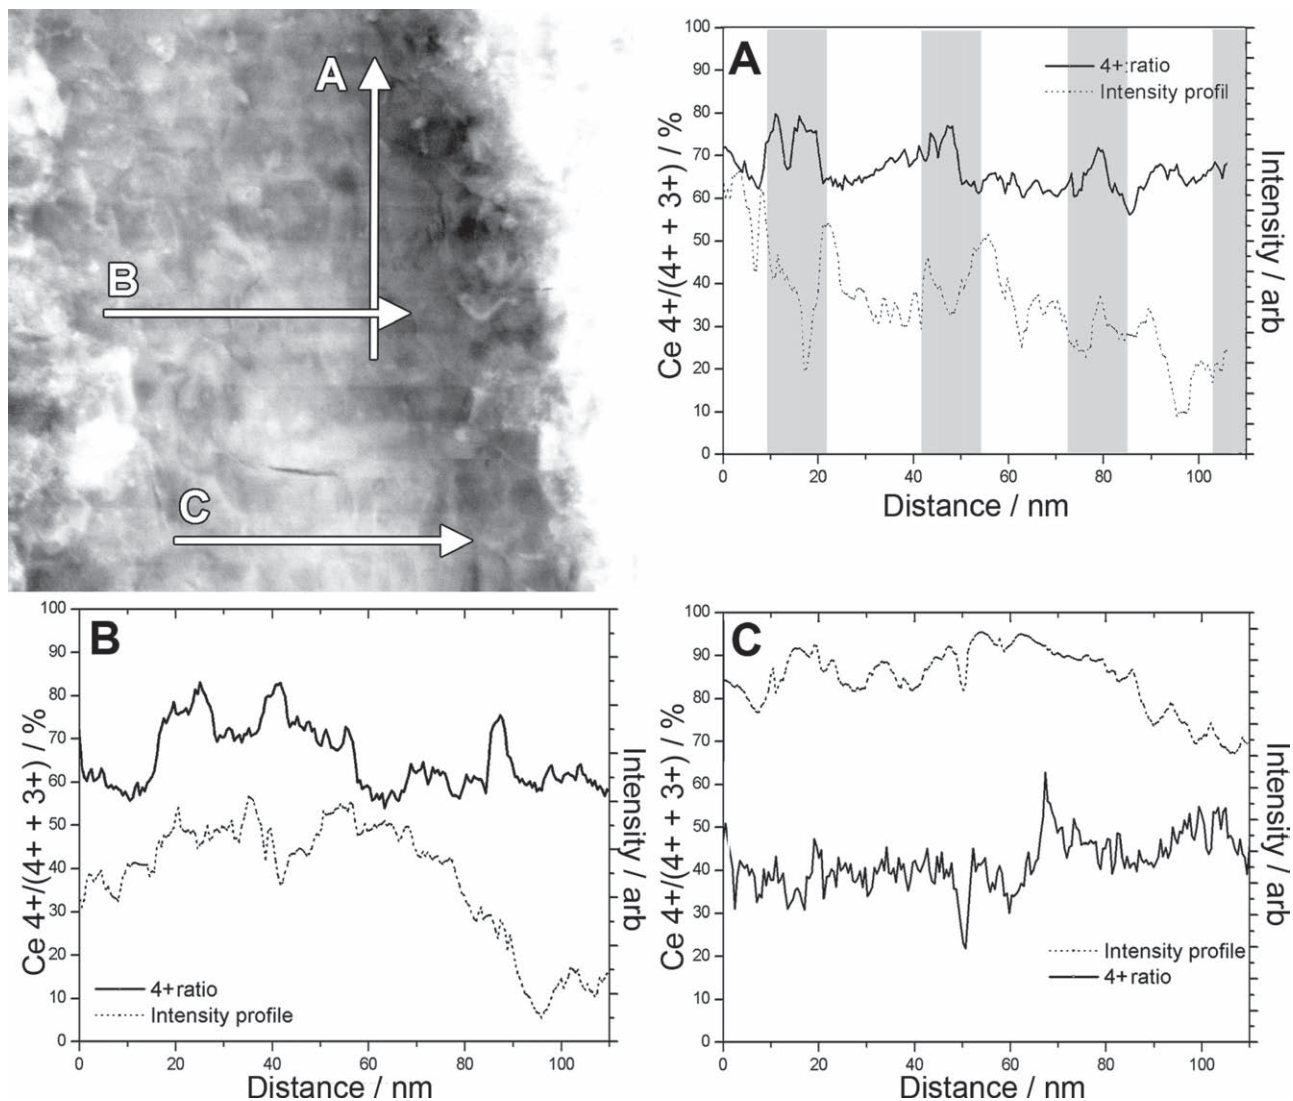 A
B
C
A
100
90
80
70
60
50
40
30
20
10
0
0 20 40 60 80 100
Ce 4+/(4+ + 3+) / %
Distance / nm
Intensity / arb
4+:ratio
Intensity profil
B
100
90
80
70
60
50
40
30
20
10
0
0 20 40 60 80 100
Ce 4+/(4+ + 3+) / %
Distance / nm
Intensity / arb
4+ratio
Intensity profile
C
100
90
80
70
60
50
40
30
20
10
0
0 20 40 60 80 100
Ce 4+/(4+ + 3+) / %
Distance / nm
Intensity / arb
Intensity profile
4+ratio